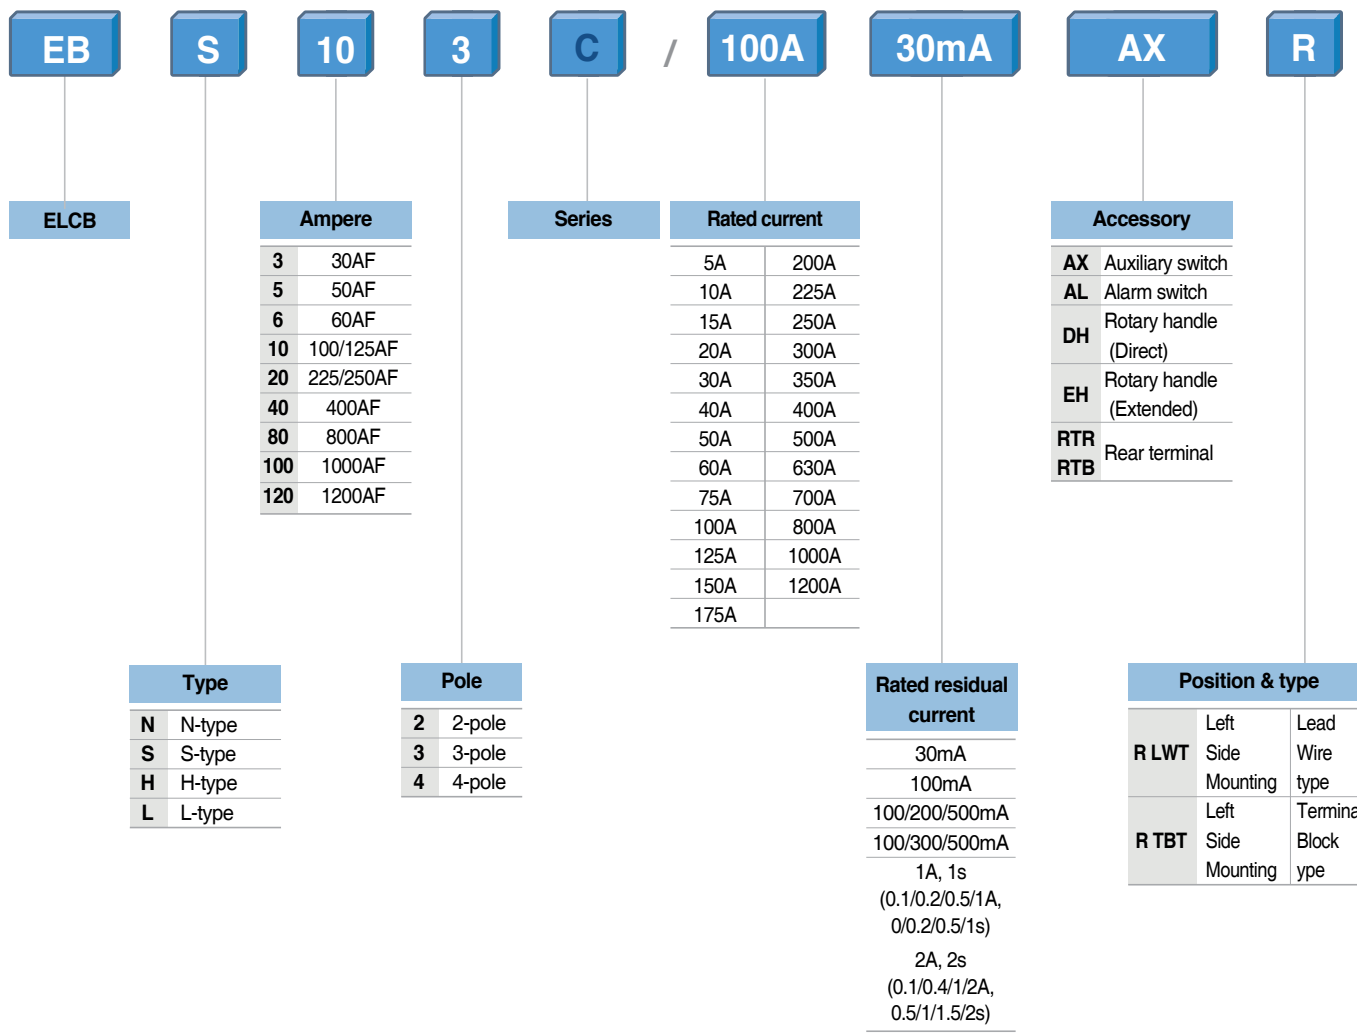 EB S 10 3 C / 100A 30mA AX R
ELCB
Ampere
3 30AF
5 50AF
6 60AF
10 100/125AF
20 225/250AF
40 400AF
80 800AF
100 1000AF
120 1200AF
Series
Rated current
5A 200A
10A 225A
15A 250A
20A 300A
30A 350A
40A 400A
50A 500A
60A 630A
75A 700A
100A 800A
125A 1000A
150A 1200A
175A
Accessory
AX Auxiliary switch
AL Alarm switch
DH Rotary handle
(Direct)
EH Rotary handle
(Extended)
RTR
RTB Rear terminal
Type
N N-type
S S-type
H H-type
L L-type
Pole
2 2-pole
3 3-pole
4 4-pole
Rated residual
current
30mA
100mA
100/200/500mA
100/300/500mA
1A, 1s
(0.1/0.2/0.5/1A,
0/0.2/0.5/1s)
2A, 2s
(0.1/0.4/1/2A,
0.5/1/1.5/2s)
Position & type
Left Lead
R LWT Side Wire
Mounting type
Left Termina
R TBT Side Block
Mounting ype